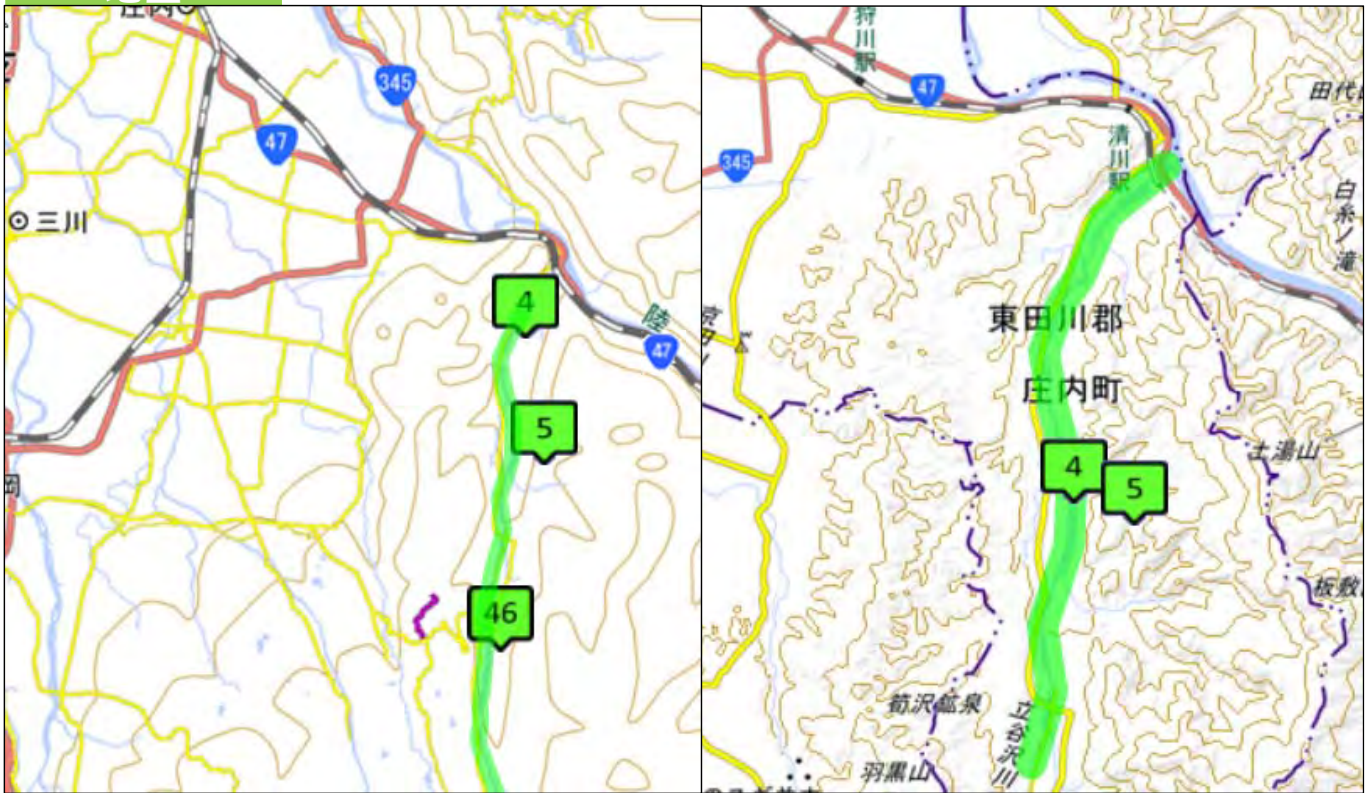 庄内
345
47
三川
4
陸
47
5
岡
46
狩川駅
47
田代
清川駅
345
白糸ノ滝
東田川郡
庄内町
土湯山
4
5
板敷
筍沢鉱泉
立谷沢川
羽黒山